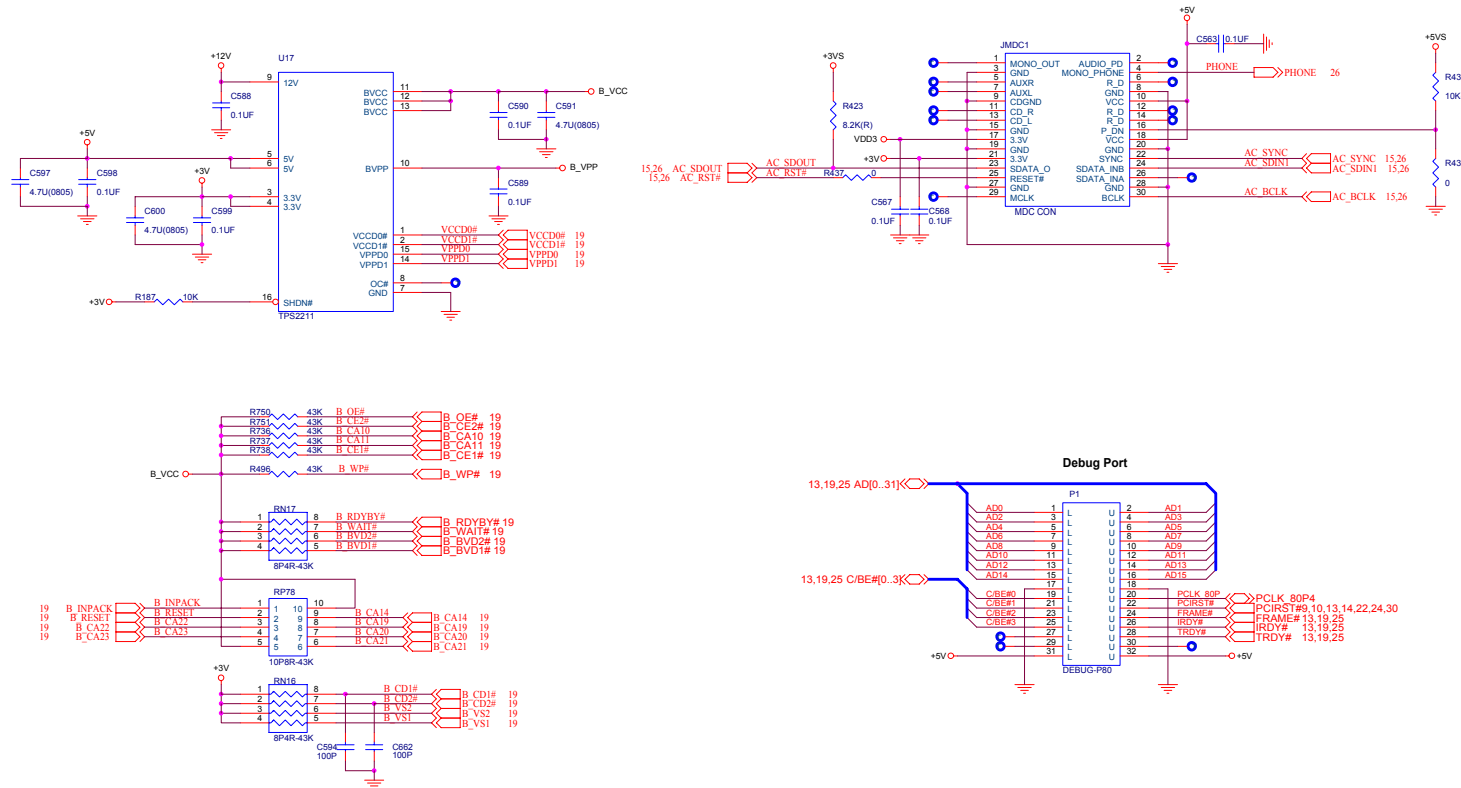 U17
+12V
9
12V
C588
0.1UF
+5V
5
6
5V
5V
C597
4.7U(0805)
C598
0.1UF
+3V
3
4
3.3V
3.3V
C600
4.7U(0805)
C599
0.1UF
+3V
R187
10K
16
SHDN#
TPS2211
BVCC
BVCC
BVCC
11
12
13
B_VCC
C590
0.1UF
C591
4.7U(0805)
BVPP
10
B_VPP
C589
0.1UF
VCCD0# 1 VCCD0# VCCD0# 19
VCCD1# 2 VCCD1# VCCD1# 19
VPPD0 15 VPPD0 VPPD0 19
VPPD1 14 VPPD1 VPPD1 19
OC# 8
GND 7
JMDC1
+5V
C563 0.1UF
+5VS
R43
10K
R43
0
+3VS
R423
8.2K(R)
VDD3
+3V
15,26 AC_SDOUT AC_SDOUT
15,26 AC_RST# AC_RST#
R437 0
C567
0.1UF
C568
0.1UF
1 MONO_OUT AUDIO_PD 2
3 GND MONO_PHONE 4 PHONE PHONE 26
5 AUXR R_D 6
7 AUXL GND 8
9 CDGND VCC 10
11 CD_R R_D 12
13 CD_L R_D 14
15 GND P_DN 16
17 3.3V VCC 18
19 GND GND 20
21 3.3V SYNC 22 AC_SYNC AC_SYNC 15,26
23 SDATA_O SDATA_INB 24 AC_SDIN1 AC_SDIN1 15,26
25 RESET# SDATA_INA 26
27 GND GND 28
29 MCLK BCLK 30 AC_BCLK AC_BCLK 15,26
MDC CON
R750 43K B_OE# B_OE# 19
R751 43K B_CE2# B_CE2# 19
R736 43K B_CA10 B_CA10 19
R737 43K B_CA11 B_CA11 19
R738 43K B_CE1# B_CE1# 19
B_VCC
R496 43K B_WP# B_WP# 19
RN17
1 8 B_RDYBY# B_RDYBY# 19
2 7 B_WAIT# B_WAIT# 19
3 6 B_BVD2# B_BVD2# 19
4 5 B_BVD1# B_BVD1# 19
8P4R-43K
RP78
19 B_INPACK B_INPACK 1 1 10 10
19 B_RESET B_RESET 2 2 9 9 B_CA14 B_CA14 19
19 B_CA22 B_CA22 3 3 8 8 B_CA19 B_CA19 19
19 B_CA23 B_CA23 4 4 7 7 B_CA20 B_CA20 19
5 5 6 6 B_CA21 B_CA21 19
10P8R-43K
+3V
RN16
1 8 B_CD1# B_CD1# 19
2 7 B_CD2# B_CD2# 19
3 6 B_VS2 B_VS2 19
4 5 B_VS1 B_VS1 19
8P4R-43K
C594
100P
C662
100P
Debug Port
13,19,25 AD[0..31]
P1
AD0 1 L U 2 AD1
AD2 3 L U 4 AD3
AD4 5 L U 6 AD5
AD6 7 L U 8 AD7
AD8 9 L U 10 AD9
AD10 11 L U 12 AD11
AD12 13 L U 14 AD13
AD14 15 L U 16 AD15
13,19,25 C/BE#[0..3]
17 L U 18
C/BE#0 19 L U 20 PCLK_80P PCLK_80P4
C/BE#1 21 L U 22 PCIRST# PCIRST#9,10,13,14,22,24,30
C/BE#2 23 L U 24 FRAME# FRAME# 13,19,25
C/BE#3 25 L U 26 IRDY# IRDY# 13,19,25
27 L U 28 TRDY# TRDY# 13,19,25
29 L U 30
+5V 31 L U 32 +5V
DEBUG-P80